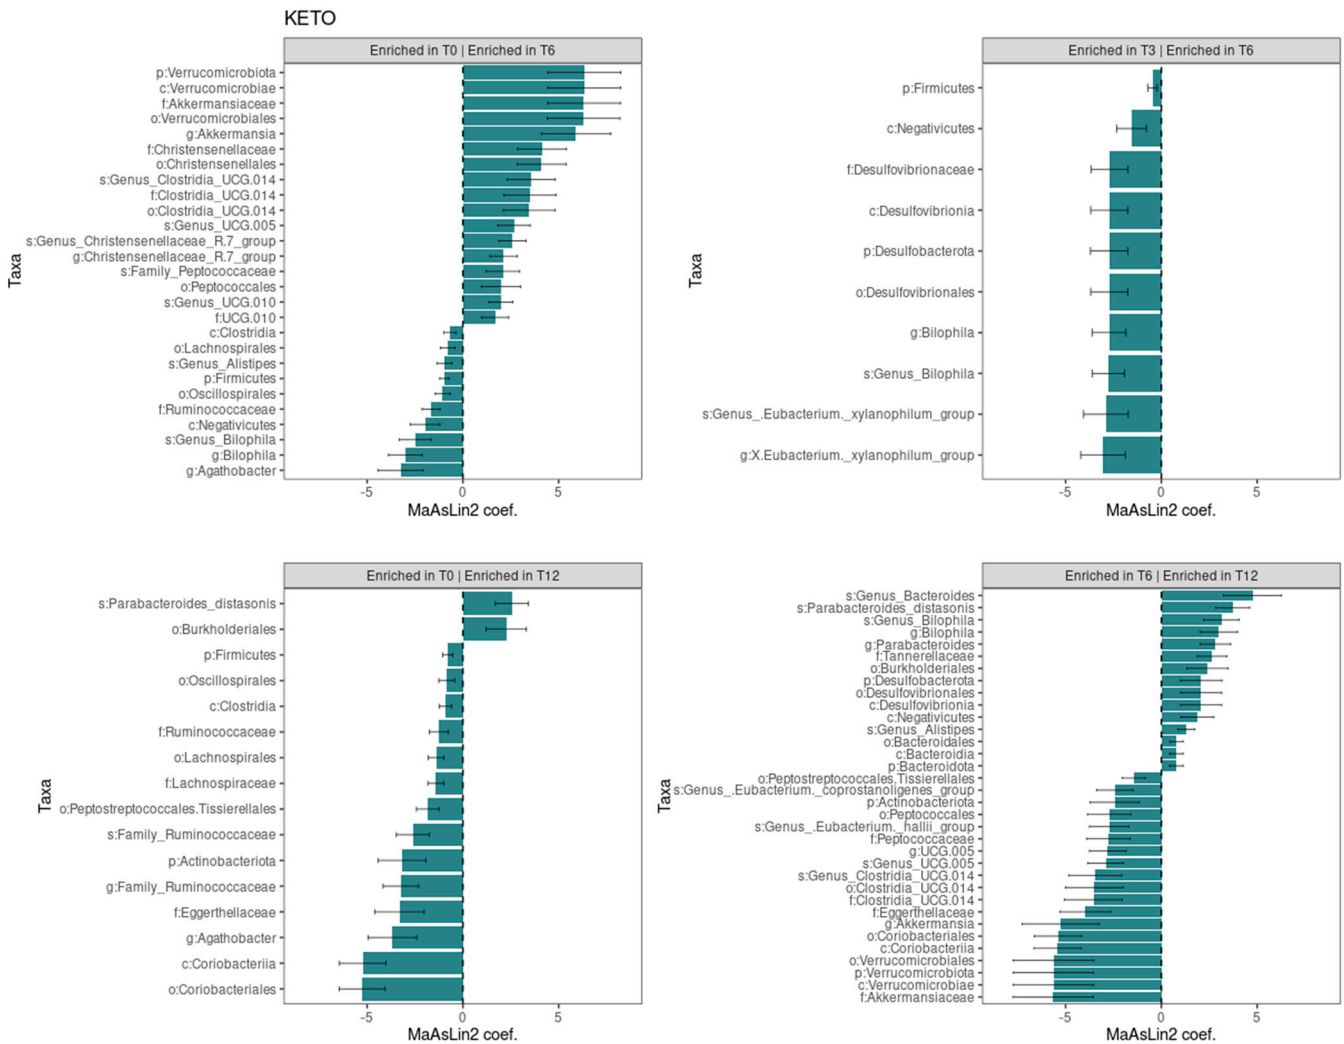 KETO
Enriched in T0 | Enriched in T6
Taxa
p:Verrucomicrobiota
c:Verrucomicrobiae
f:Akkermansiaceae
o:Verrucomicrobiales
g:Akkermansia
f:Christensenellaceae
o:Christensenellales
s:Genus_Clostridia_UCG.014
f:Clostridia_UCG.014
o:Clostridia_UCG.014
s:Genus_UCG.005
s:Genus_Christensenellaceae_R.7_group
g:Christensenellaceae_R.7_group
s:Family_Peptococcaceae
o:Peptococcales
s:Genus_UCG.010
f:UCG.010
c:Clostridia
o:Lachnospirales
s:Genus_Alistipes
p:Firmicutes
o:Oscillospirales
f:Ruminococcaceae
c:Negativicutes
s:Genus_Bilophila
g:Bilophila
g:Agathobacter
-5 0 5
MaAsLin2 coef.
Enriched in T3 | Enriched in T6
Taxa
p:Firmicutes
c:Negativicutes
f:Desulfovibrionaceae
c:Desulfovibrionia
p:Desulfobacterota
o:Desulfovibrionales
g:Bilophila
s:Genus_Bilophila
s:Genus_.Eubacterium._xylanophilum_group
g:X.Eubacterium._xylanophilum_group
-5 0 5
MaAsLin2 coef.
Enriched in T0 | Enriched in T12
Taxa
s:Parabacteroides_distasonis
o:Burkholderiales
p:Firmicutes
o:Oscillospirales
c:Clostridia
f:Ruminococcaceae
o:Lachnospirales
f:Lachnospiraceae
o:Peptostreptococcales.Tissierellales
s:Family_Ruminococcaceae
p:Actinobacteriota
g:Family_Ruminococcaceae
f:Eggerthellaceae
g:Agathobacter
c:Coriobacteriia
o:Coriobacteriales
-5 0 5
MaAsLin2 coef.
Enriched in T6 | Enriched in T12
Taxa
s:Genus_Bacteroides
s:Parabacteroides_distasonis
s:Genus_Bilophila
g:Bilophila
g:Parabacteroides
f:Tannerellaceae
o:Burkholderiales
p:Desulfobacterota
o:Desulfovibrionales
c:Desulfovibrionia
c:Negativicutes
s:Genus_Alistipes
o:Bacteroidales
c:Bacteroidia
p:Bacteroidota
o:Peptostreptococcales.Tissierellales
s:Genus_.Eubacterium._coprostanoligenes_group
p:Actinobacteriota
o:Peptococcales
s:Genus_.Eubacterium._hallii_group
f:Peptococcaceae
g:UCG.005
s:Genus_UCG.005
s:Genus_Clostridia_UCG.014
o:Clostridia_UCG.014
f:Clostridia_UCG.014
f:Eggerthellaceae
g:Akkermansia
o:Coriobacteriales
c:Coriobacteriia
o:Verrucomicrobiales
p:Verrucomicrobiota
c:Verrucomicrobiae
f:Akkermansiaceae
-5 0 5
MaAsLin2 coef.